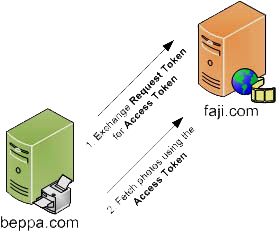 1. Exchange Request Token
for Access Token
faji.com
2. Fetch photos using the
Access Token
beppa.com